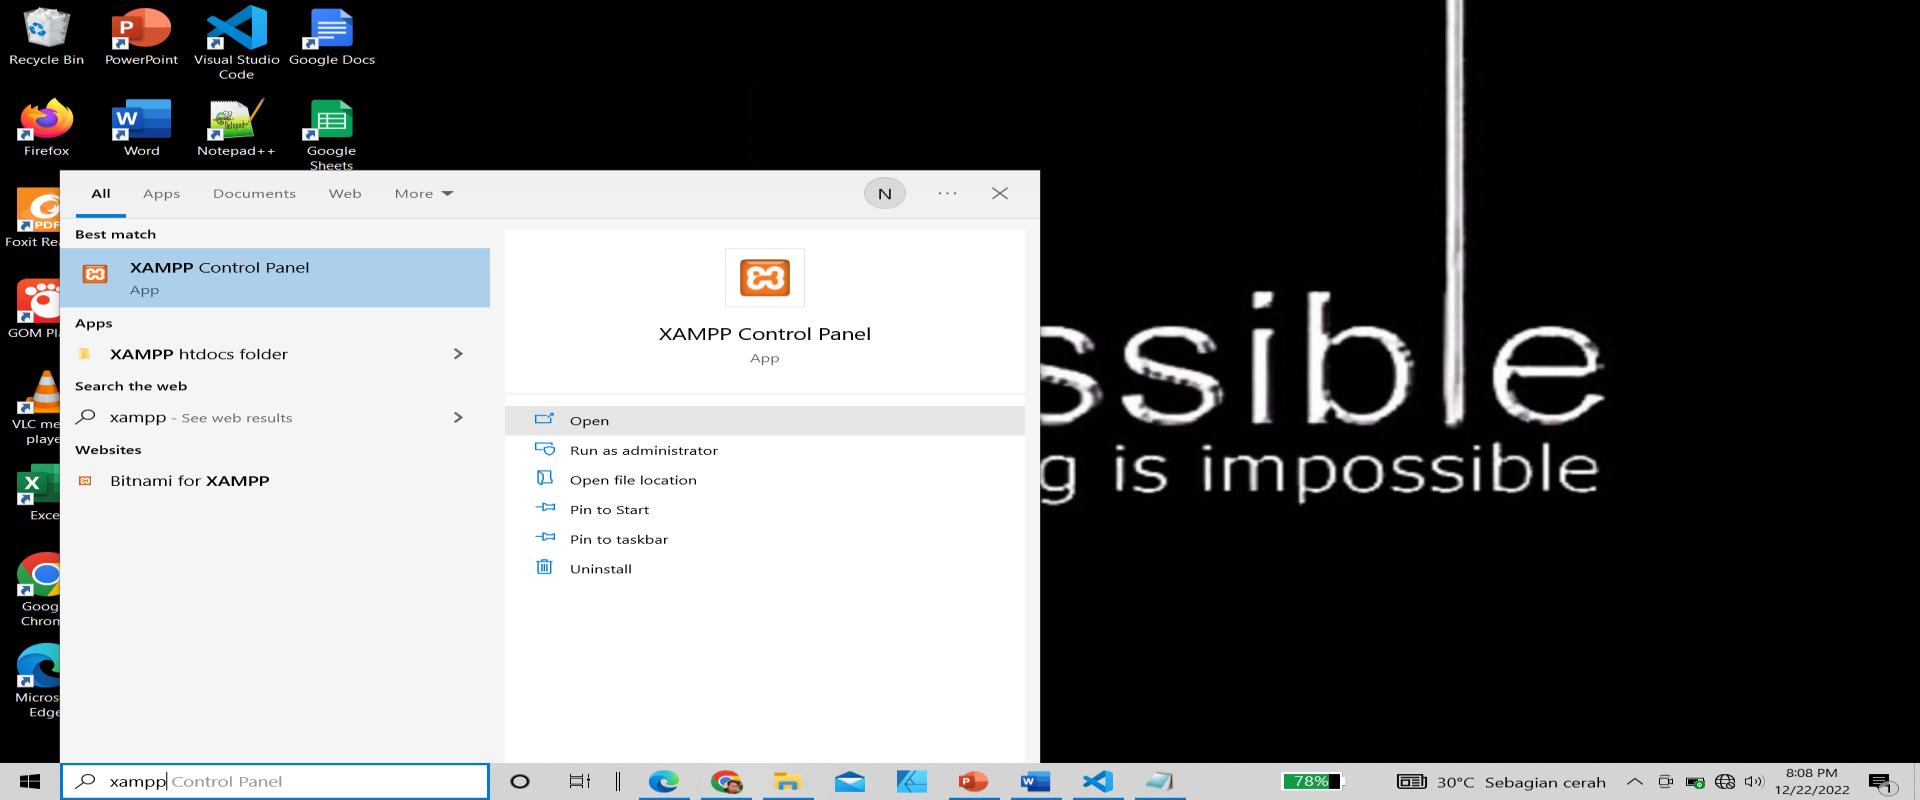 Recycle Bin
PowerPoint
Visual Studio
Code
Google Docs
Firefox
Word
Notepad++
Google
Sheets
Foxit Re
GOM Pl
VLC me
playe
Exce
Goog
Chrom
Micros
Edge
All
Apps
Documents
Web
More
N
Best match
XAMPP Control Panel
App
Apps
XAMPP htdocs folder
Search the web
xampp - See web results
Websites
Bitnami for XAMPP
XAMPP Control Panel
App
Open
Run as administrator
Open file location
Pin to Start
Pin to taskbar
Uninstall
ssible
g is impossible
xampp Control Panel
78%
30°C Sebagian cerah
8:08 PM
12/22/2022
1